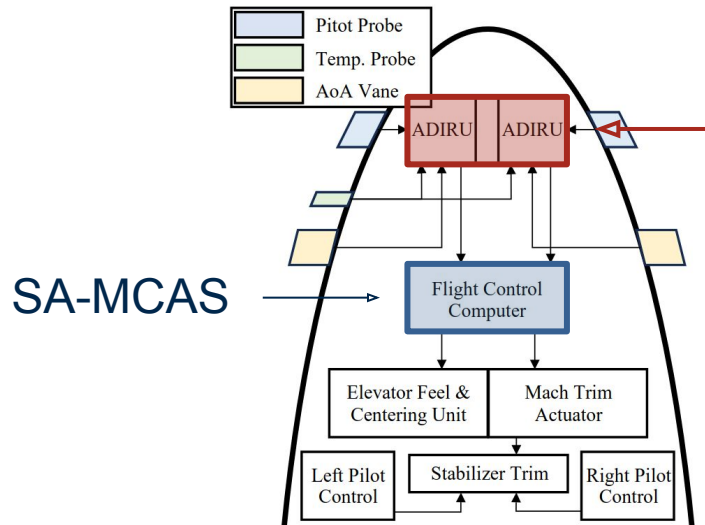 Pitot Probe
Temp. Probe
AoA Vane
ADIRU
ADIRU
SA-MCAS
Flight Control
Computer
Elevator Feel &
Centering Unit
Mach Trim
Actuator
Left Pilot
Control
Stabilizer Trim
Right Pilot
Control